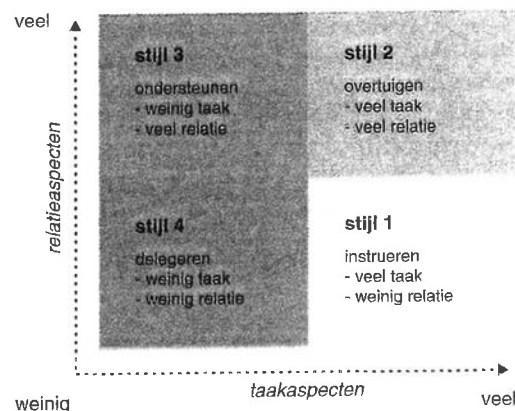 veel
stijl 3
ondersteunen
- weinig taak
- veel relatie
stijl 2
overtuigen
- veel taak
- veel relatie
relatieaspecten
stijl 4
delegeren
- weinig taak
- weinig relatie
stijl 1
instrueren
- veel taak
- weinig relatie
weinig
taakaspecten
veel